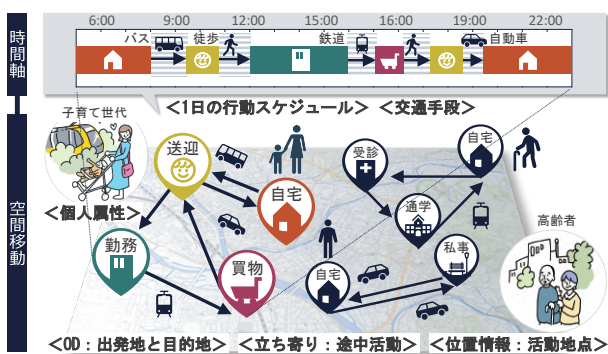 時間軸
6:00 9:00 12:00 15:00 16:00 19:00 22:00
バス 徒歩 鉄道 自動車
<1日の行動スケジュール> <交通手段>
空間移動
子育て世代
<個人属性>
送迎
自宅
勤務
買物
受診
自宅
通学
私事
自宅
高齢者
<OD：出発地と目的地> <立ち寄り：途中活動> <位置情報：活動地点>